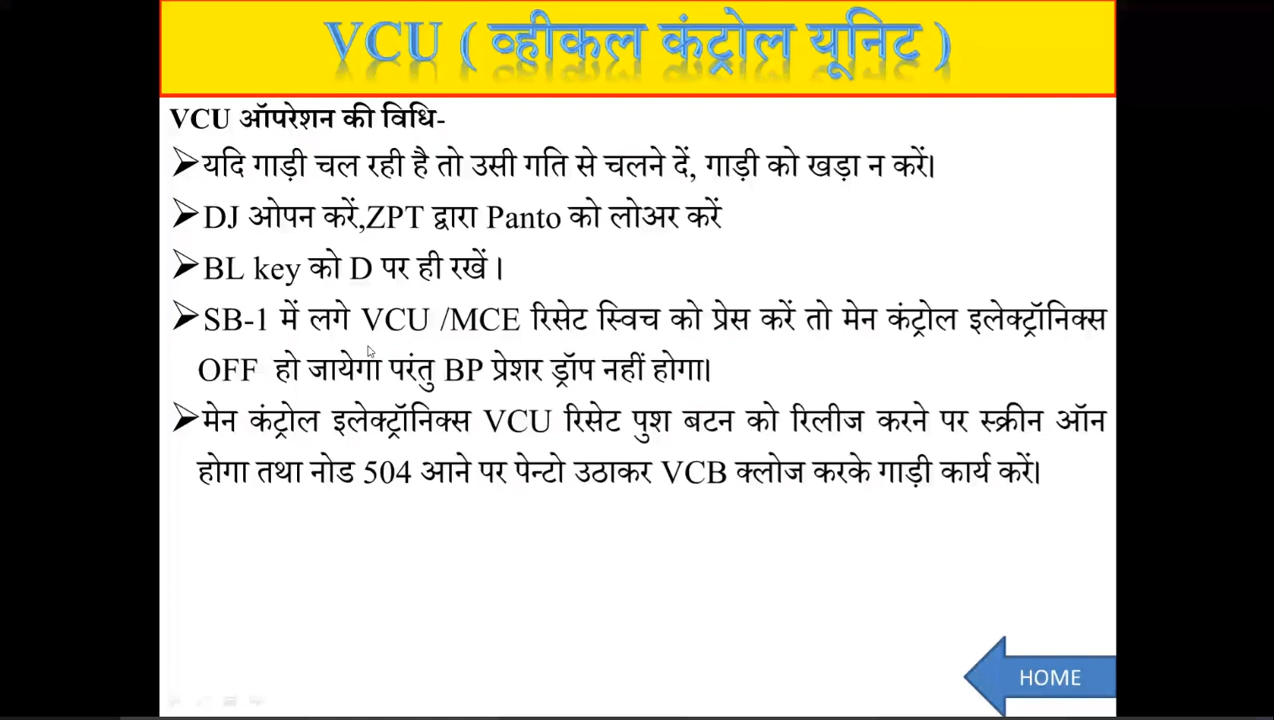 VCU ( व्हीकल कंट्रोल यूनिट )
VCU ऑपरेशन की विधि-
यदि गाड़ी चल रही है तो उसी गति से चलने दें, गाड़ी को खड़ा न करें।
DJ ओपन करें,ZPT द्वारा Panto को लोअर करें
BL key को D पर ही रखें ।
SB-1 में लगे VCU /MCE रिसेट स्विच को प्रेस करें तो मेन कंट्रोल इलेक्ट्रॉनिक्स
OFF हो जायेगा परंतु BP प्रेशर ड्रॉप नहीं होगा।
मेन कंट्रोल इलेक्ट्रॉनिक्स VCU रिसेट पुश बटन को रिलीज करने पर स्क्रीन ऑन
होगा तथा नोड 504 आने पर पेन्टो उठाकर VCB क्लोज करके गाड़ी कार्य करें।
HOME